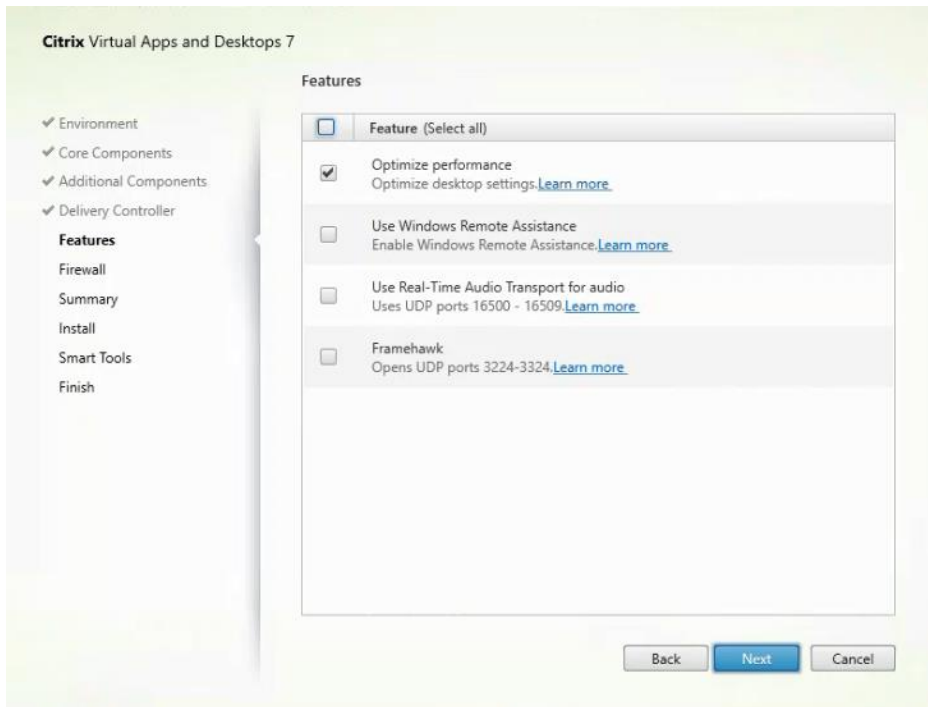 Citrix Virtual Apps and Desktops 7
Features
Environment
Core Components
Additional Components
Delivery Controller
Features
Firewall
Summary
Install
Smart Tools
Finish
Feature (Select all)
Optimize performance
Optimize desktop settings.Learn more
Use Windows Remote Assistance
Enable Windows Remote Assistance.Learn more
Use Real-Time Audio Transport for audio
Uses UDP ports 16500 - 16509.Learn more
Framehawk
Opens UDP ports 3224-3324.Learn more
Back Next Cancel